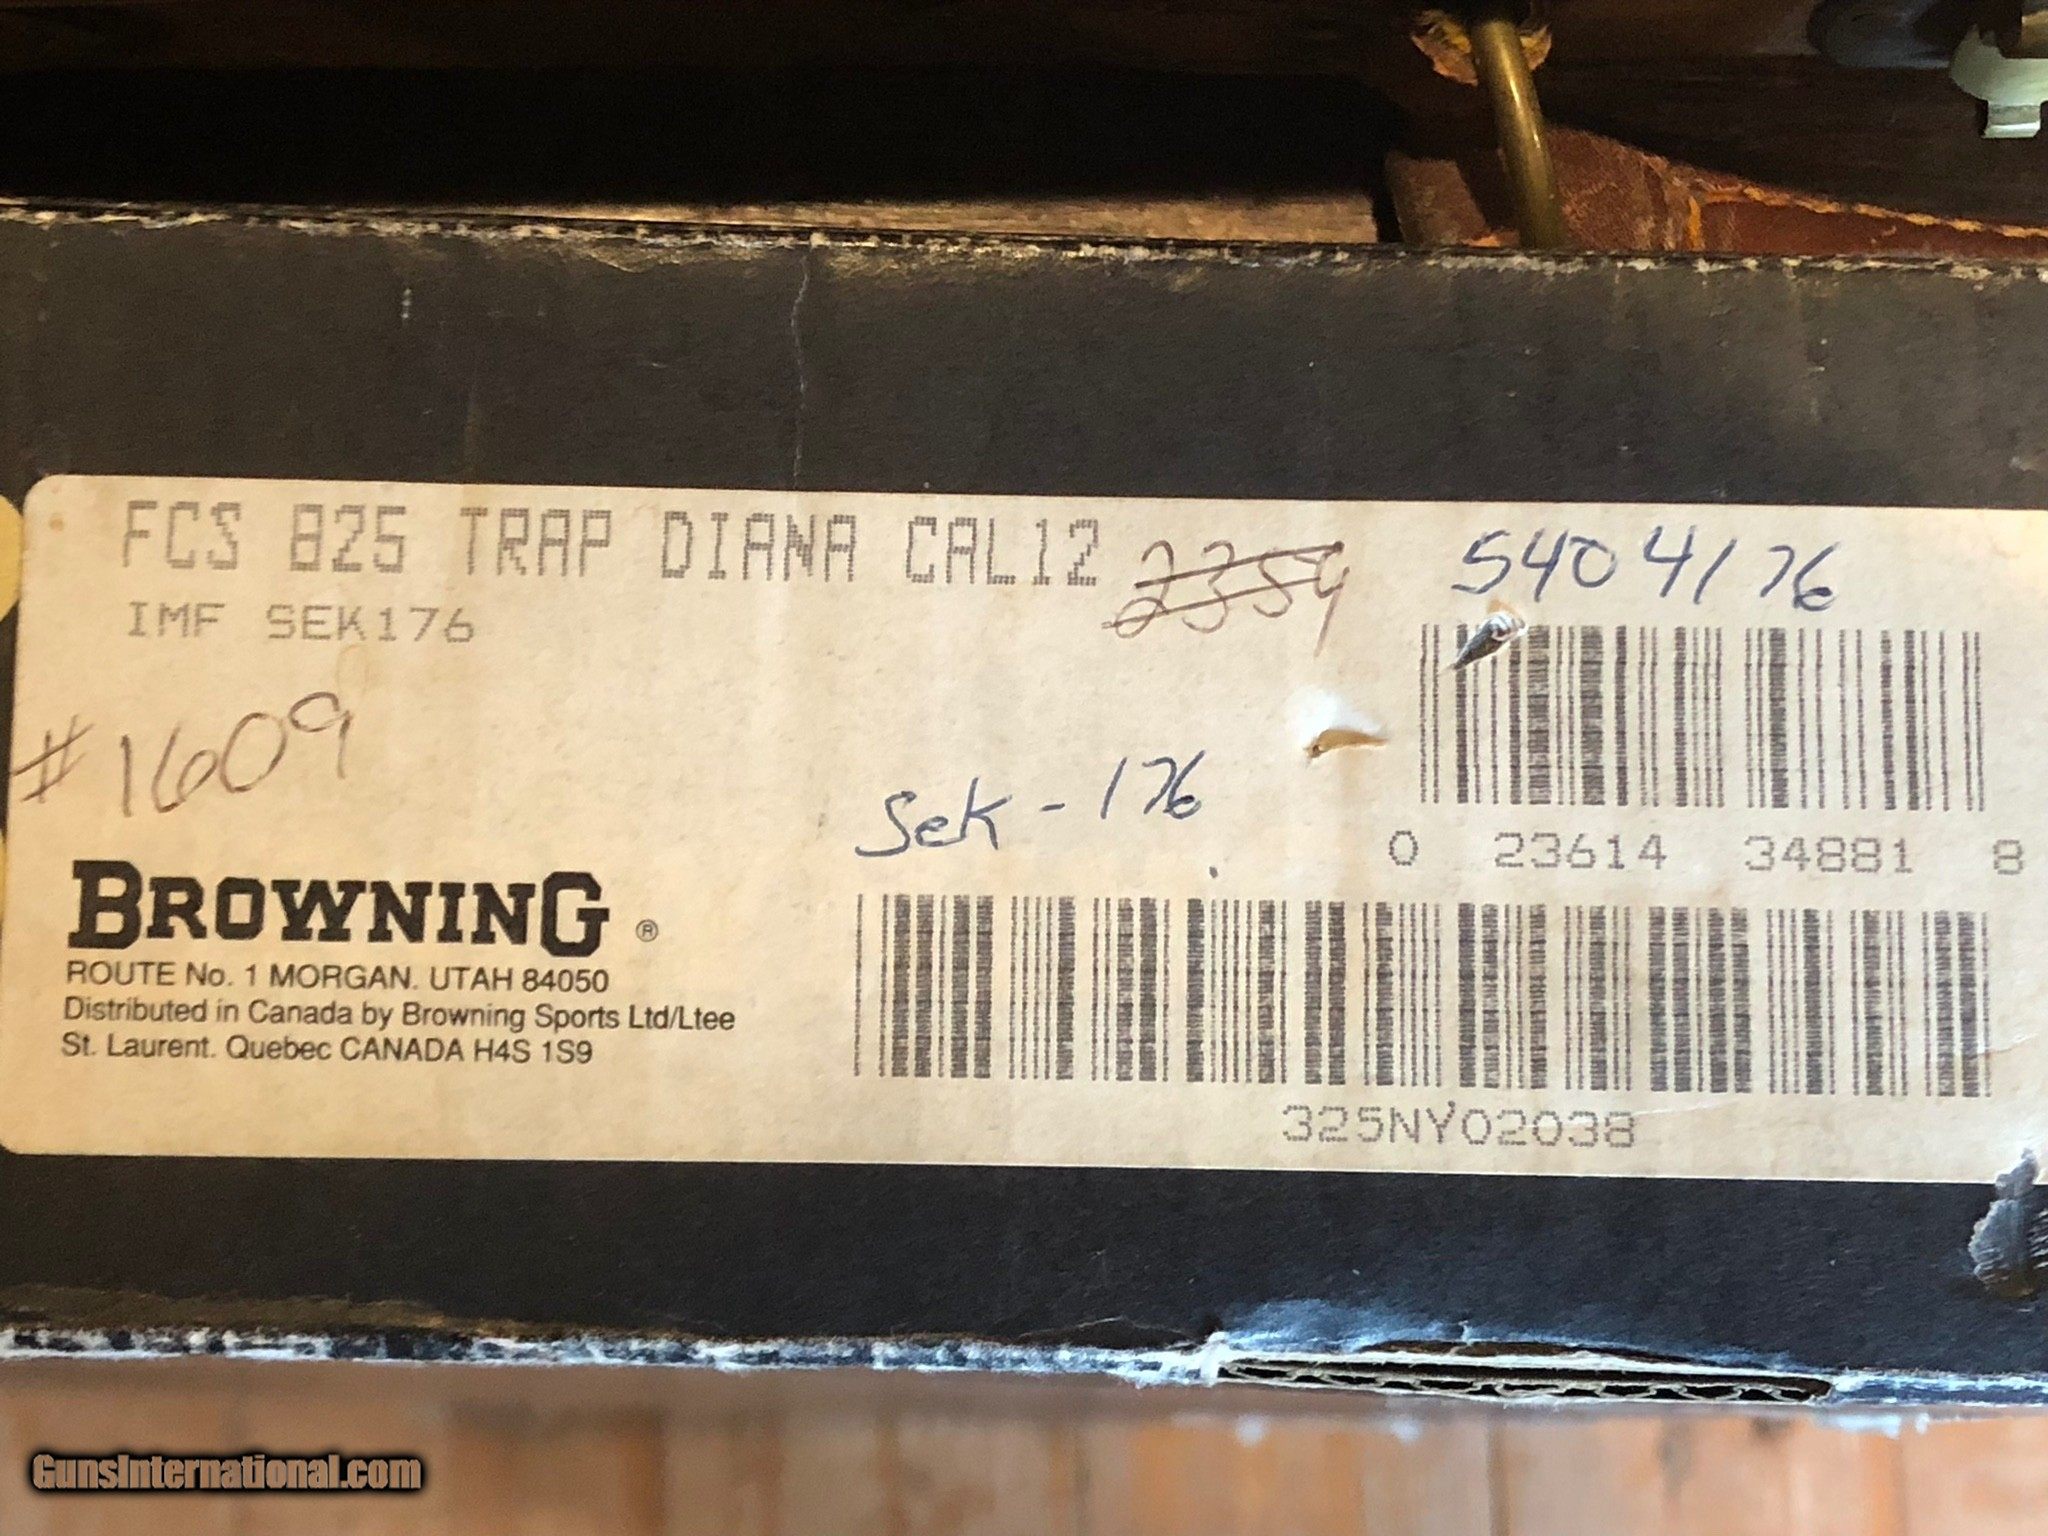 FCS 825 TRAP DIANA CAL12 2354 5404176
IMF SEK176
#1609
Sek-176
0 23614 34881 8
BROWNING ®
ROUTE No. 1 MORGAN. UTAH 84050
Distributed in Canada by Browning Sports Ltd/Ltee
St. Laurent. Quebec CANADA H4S 1S9
325NY02038
GunsInternational.com